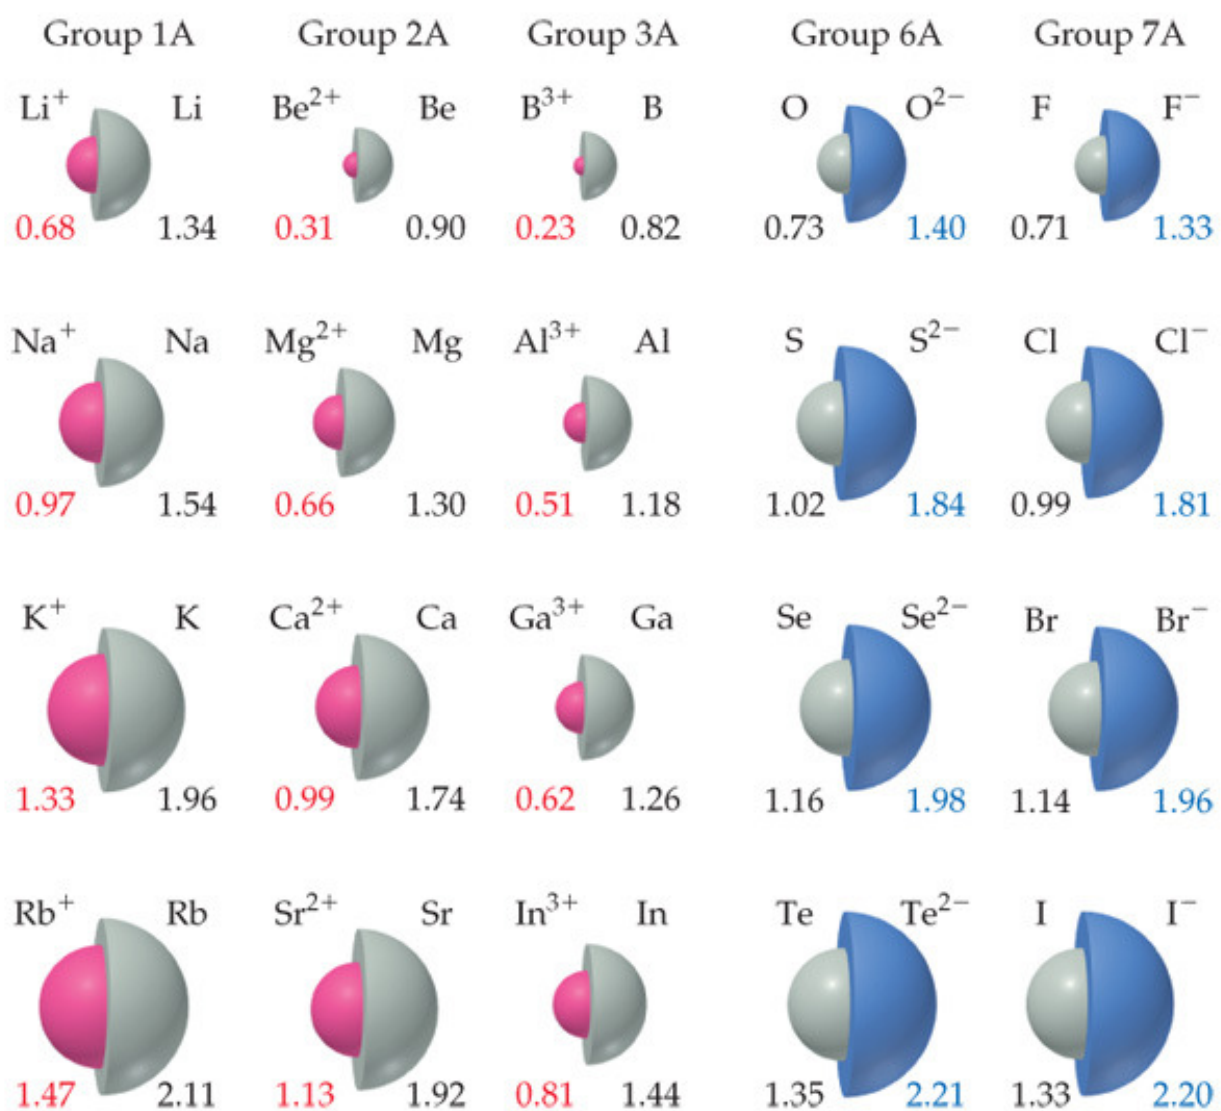 Group 1A Group 2A Group 3A Group 6A Group 7A
Li⁺ Li Be²⁺ Be B³⁺ B O O²⁻ F F⁻
0.68 1.34 0.31 0.90 0.23 0.82 0.73 1.40 0.71 1.33
Na⁺ Na Mg²⁺ Mg Al³⁺ Al S S²⁻ Cl Cl⁻
0.97 1.54 0.66 1.30 0.51 1.18 1.02 1.84 0.99 1.81
K⁺ K Ca²⁺ Ca Ga³⁺ Ga Se Se²⁻ Br Br⁻
1.33 1.96 0.99 1.74 0.62 1.26 1.16 1.98 1.14 1.96
Rb⁺ Rb Sr²⁺ Sr In³⁺ In Te Te²⁻ I I⁻
1.47 2.11 1.13 1.92 0.81 1.44 1.35 2.21 1.33 2.20